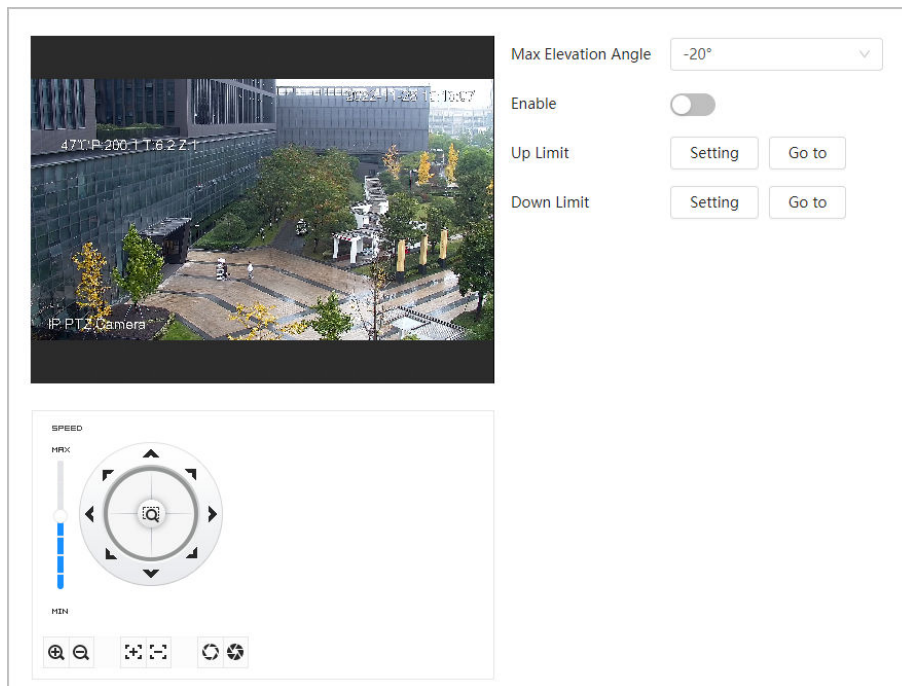 Max Elevation Angle -20°
Enable
47°C P:200.1 T:6.2 Z:1
Up Limit Setting Go to
Down Limit Setting Go to
IP PTZ Camera
SPEED
MAX
MIN